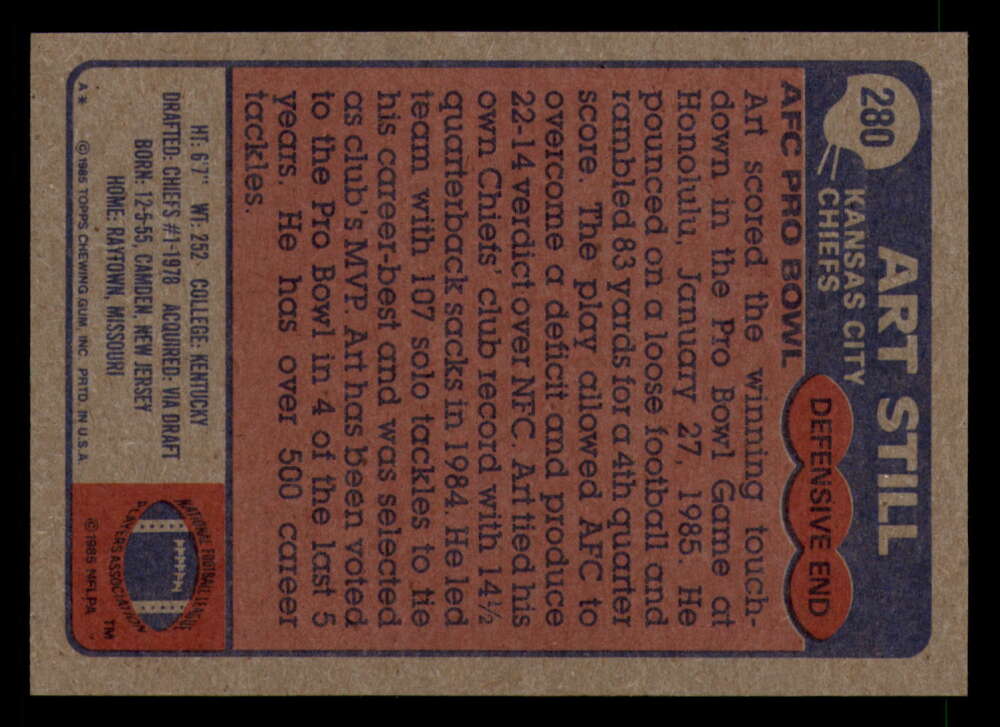 280
ART STILL
KANSAS CITY
CHIEFS
DEFENSIVE END
AFC PRO BOWL
Art scored the winning touch-
down in the Pro Bowl Game at
Honolulu, January 27, 1985. He
pounced on a loose football and
rambled 83 yards for a 4th quarter
score. The play allowed AFC to
overcome a deficit and produce
22-14 verdict over NFC. Art tied his
own Chiefs' club record with 14½
quarterback sacks in 1984. He led
team with 107 solo tackles to tie
his career-best and was selected
as club's MVP. Art has been voted
to the Pro Bowl in 4 of the last 5
years. He has over 500 career
tackles.
HT: 6'7" WT: 252 COLLEGE: KENTUCKY
DRAFTED: CHIEFS #1-1978 ACQUIRED: VIA DRAFT
BORN: 12-5-55, CAMDEN, NEW JERSEY
HOME: RAYTOWN, MISSOURI
A* © 1985 TOPPS CHEWING GUM, INC. PRTD. IN U.S.A.
NATIONAL FOOTBALL LEAGUE
PLAYERS ASSOCIATION
TM
© 1985 NFLPA